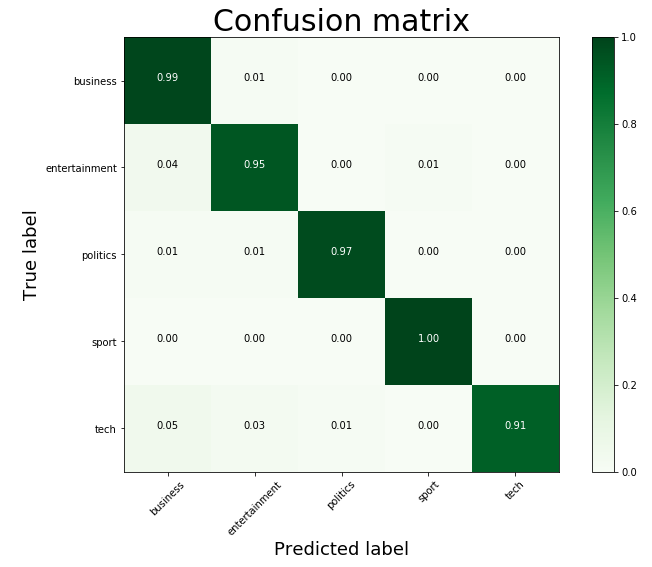 Confusion matrix
True label
business 0.99 0.01 0.00 0.00 0.00
entertainment 0.04 0.95 0.00 0.01 0.00
politics 0.01 0.01 0.97 0.00 0.00
sport 0.00 0.00 0.00 1.00 0.00
tech 0.05 0.03 0.01 0.00 0.91
business entertainment politics sport tech
Predicted label
1.0
0.8
0.6
0.4
0.2
0.0